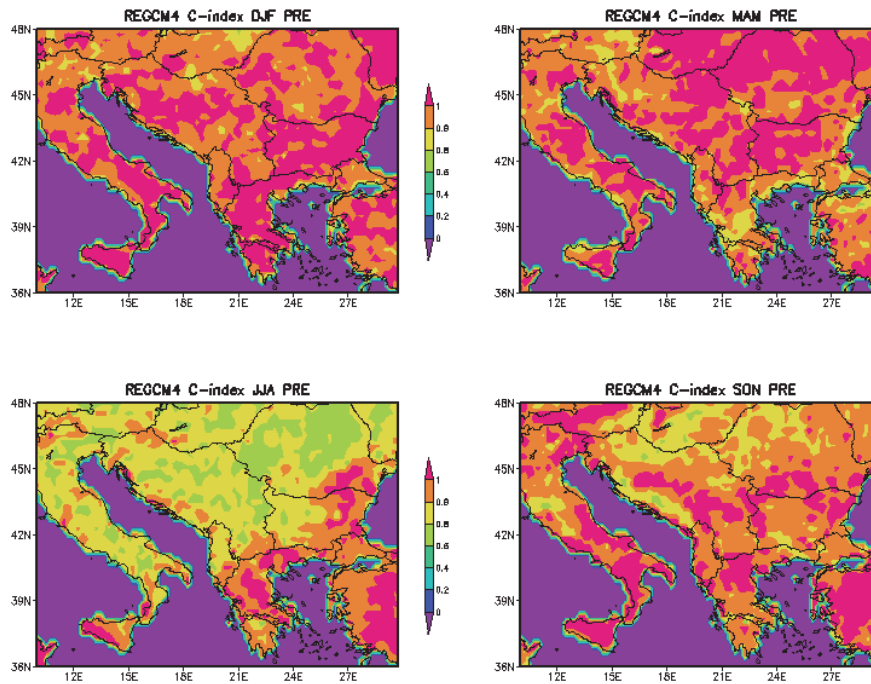 REGCM4 C-index DJF PRE
48N
45N
42N
39N
36N
12E 15E 18E 21E 24E 27E
1
0.9
0.8
0.6
0.4
0.2
0
REGCM4 C-index MAM PRE
48N
45N
42N
39N
36N
12E 15E 18E 21E 24E 27E
REGCM4 C-index JJA PRE
48N
45N
42N
39N
36N
12E 15E 18E 21E 24E 27E
1
0.9
0.8
0.6
0.4
0.2
0
REGCM4 C-index SON PRE
48N
45N
42N
39N
36N
12E 15E 18E 21E 24E 27E